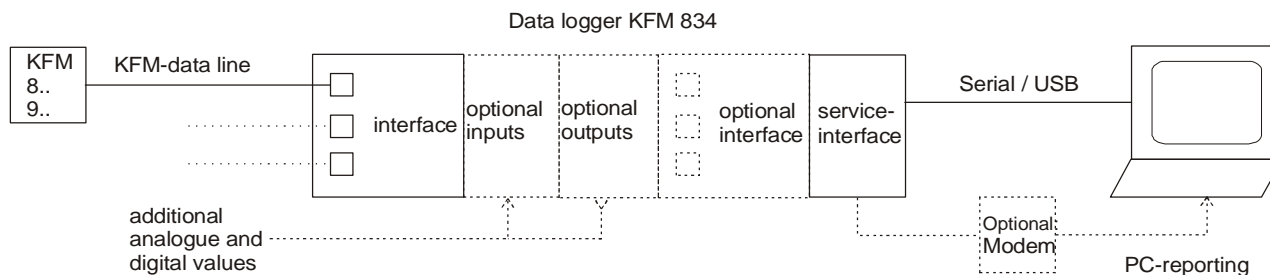 Data logger KFM 834
KFM
8..
9..
KFM-data line
interface
optional
inputs
optional
outputs
optional
interface
service-
interface
Serial / USB
additional
analogue and
digital values
Optional
Modem
PC-reporting